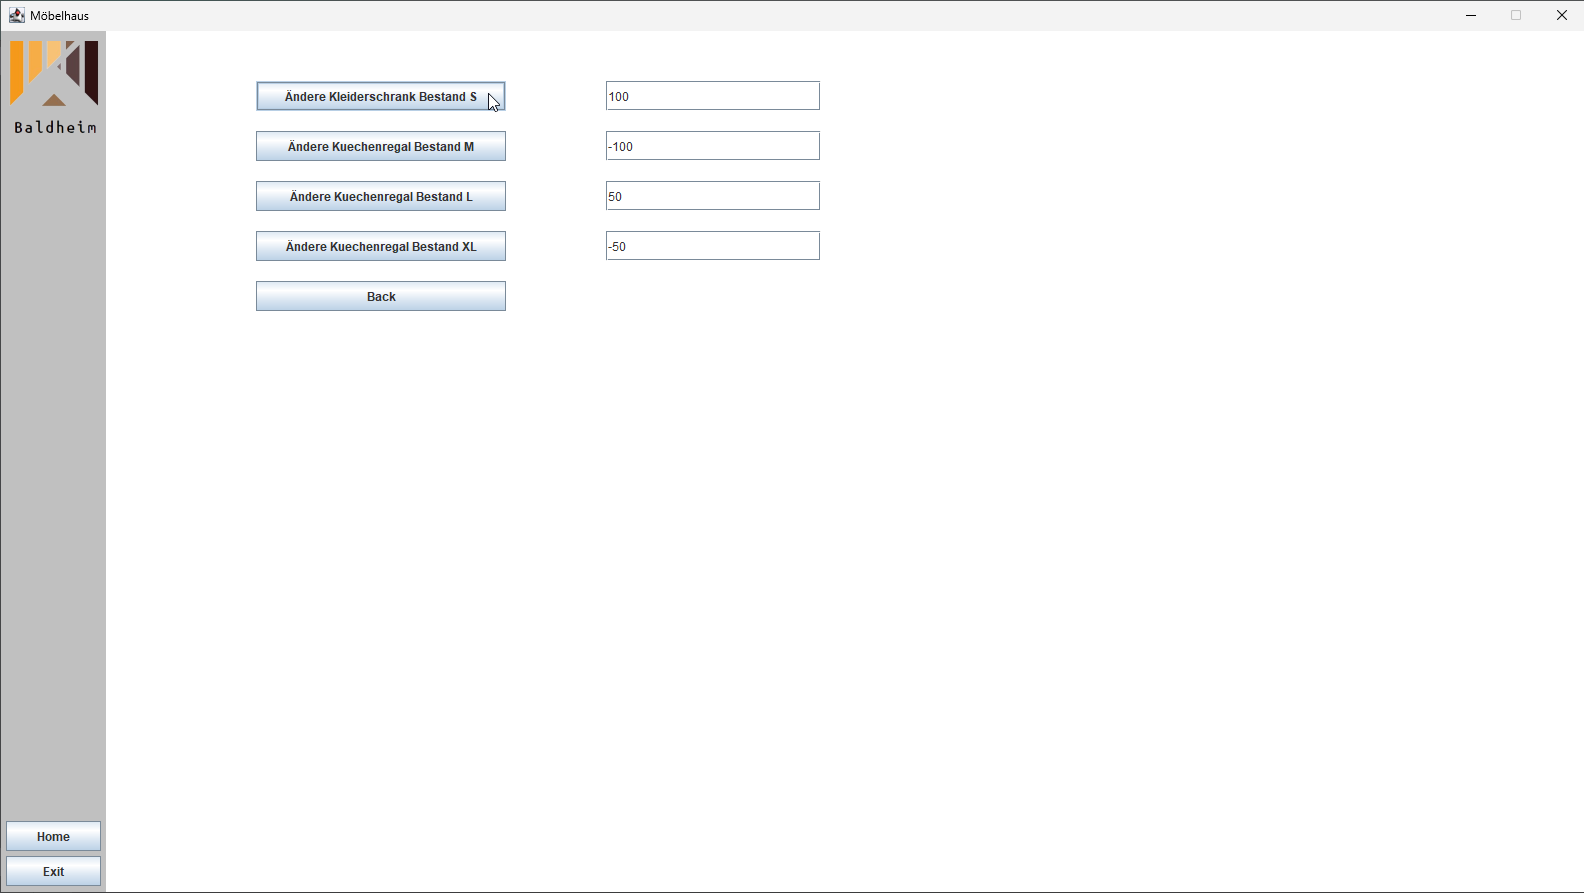 Möbelhaus
Baldheim
Ändere Kleiderschrank Bestand S 100
Ändere Kuechenregal Bestand M -100
Ändere Kuechenregal Bestand L 50
Ändere Kuechenregal Bestand XL -50
Back
Home
Exit